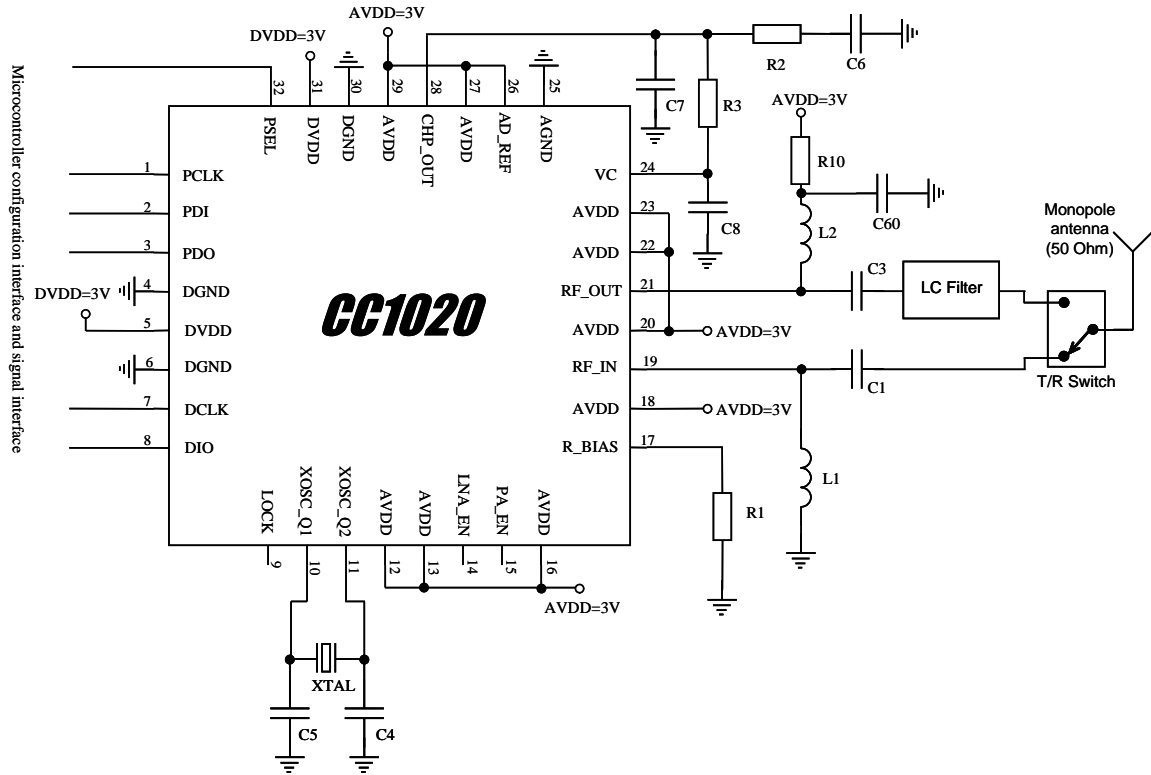 AVDD=3V
DVDD=3V
R2
C6
Microcontroller configuration interface and signal interface
32
31
30
29
28
27
26
25
C7
R3
AVDD=3V
PSEL
DVDD
DGND
AVDD
CHP_OUT
AVDD
AD_REF
AGND
R10
1
PCLK
VC
24
2
PDI
AVDD
23
C8
L2
C60
Monopole
antenna
(50 Ohm)
3
PDO
AVDD
22
DVDD=3V
4
DGND
CC1020
RF_OUT
21
C3
LC Filter
5
DVDD
AVDD
20
AVDD=3V
6
DGND
RF_IN
19
C1
T/R Switch
7
DCLK
AVDD
18
AVDD=3V
8
DIO
R_BIAS
17
L1
R1
LOCK
XOSC_Q1
XOSC_Q2
AVDD
AVDD
LNA_EN
PA_EN
AVDD
9
10
11
12
13
14
15
16
AVDD=3V
XTAL
C5
C4